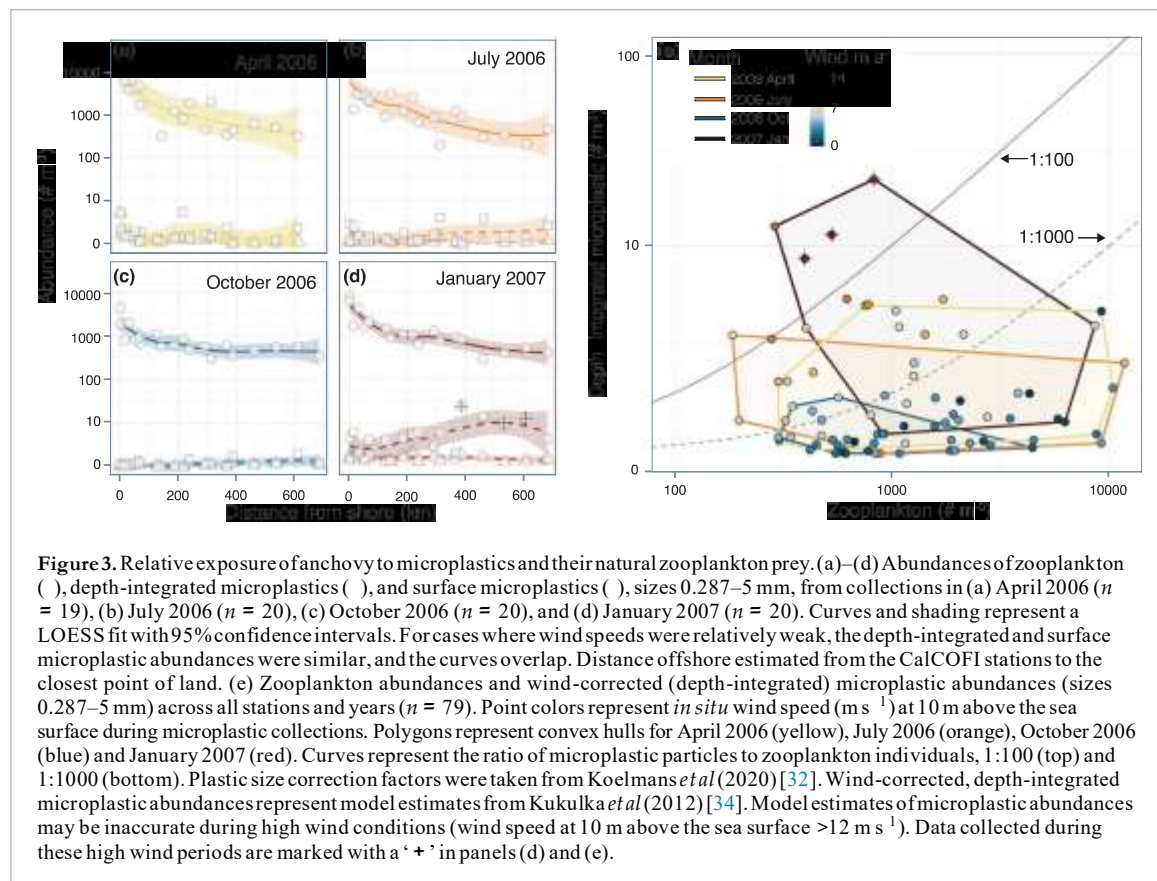 (a)
April 2006
(b)
July 2006
10000
1000
100
10
0
(c)
October 2006
(d)
January 2007
10000
1000
100
10
0
0 200 400 600
0 200 400 600
Abundance (# m
Distance from shore (km)
Month
Wind m
2006 April
2006 July
2006 Oct
2007 Jan
14
7
0
100
10
0
1:100
1:1000
integrated microplastic (# m
100 1000 10000
Zooplankton (# m
Figure 3. Relative exposure of anchovy to microplastics and their natural zooplankton prey. (a)–(d) Abundances of zooplankton
( ), depth-integrated microplastics ( ), and surface microplastics ( ), sizes 0.287–5 mm, from collections in (a) April 2006 (n
= 19), (b) July 2006 (n = 20), (c) October 2006 (n = 20), and (d) January 2007 (n = 20). Curves and shading represent a
LOESS fit with 95% confidence intervals. For cases where wind speeds were relatively weak, the depth-integrated and surface
microplastic abundances were similar, and the curves overlap. Distance offshore estimated from the CalCOFI stations to the
closest point of land. (e) Zooplankton abundances and wind-corrected (depth-integrated) microplastic abundances (sizes
0.287–5 mm) across all stations and years (n = 79). Point colors represent in situ wind speed (m s 1) at 10 m above the sea
surface during microplastic collections. Polygons represent convex hulls for April 2006 (yellow), July 2006 (orange), October 2006
(blue) and January 2007 (red). Curves represent the ratio of microplastic particles to zooplankton individuals, 1:100 (top) and
1:1000 (bottom). Plastic size correction factors were taken from Koelmans et al (2020) [32]. Wind-corrected, depth-integrated
microplastic abundances represent model estimates from Kukulka et al (2012) [34]. Model estimates of microplastic abundances
may be inaccurate during high wind conditions (wind speed at 10 m above the sea surface >12 m s 1). Data collected during
these high wind periods are marked with a ‘ + ’ in panels (d) and (e).